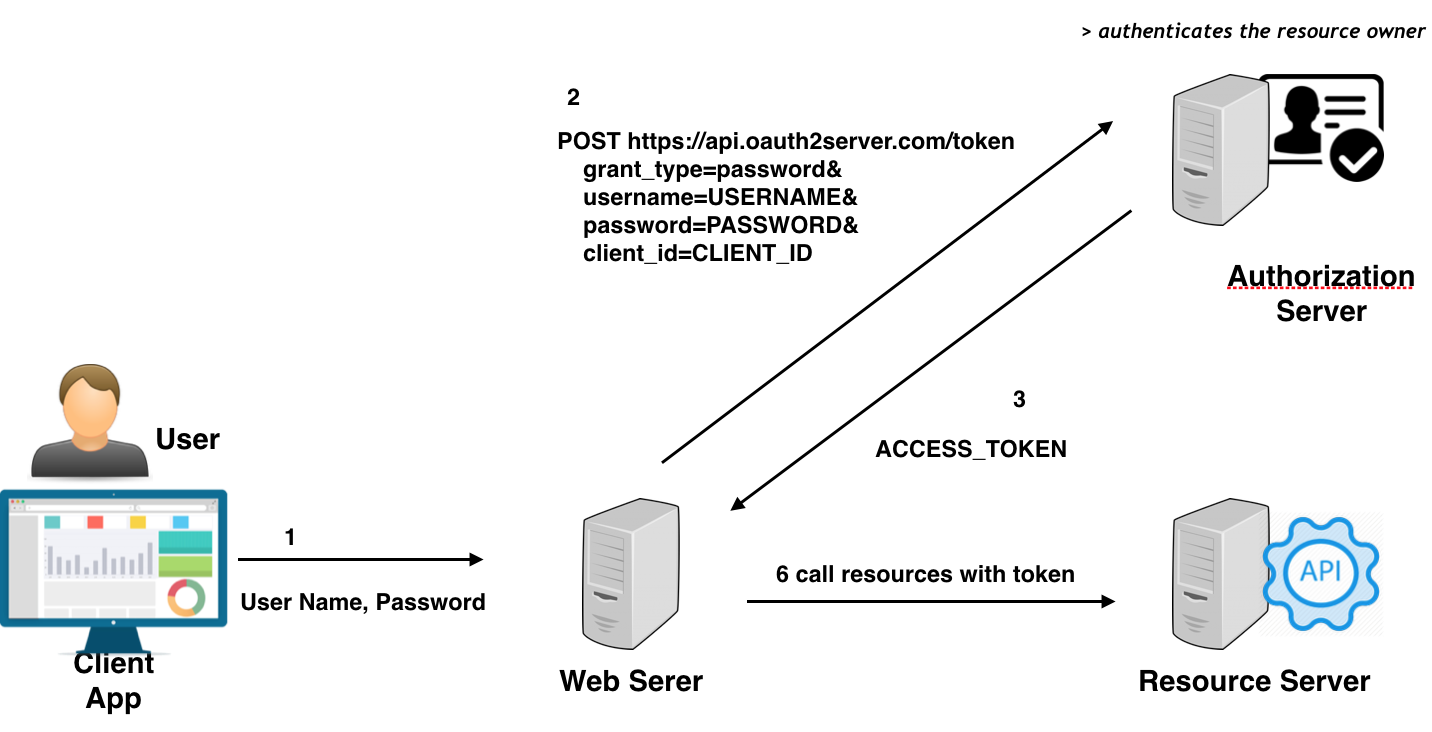 > authenticates the resource owner
2
POST https://api.oauth2server.com/token
grant_type=password&
username=USERNAME&
password=PASSWORD&
client_id=CLIENT_ID
Authorization
Server
3
ACCESS_TOKEN
User
1
User Name, Password
6 call resources with token
API
Client
App
Web Serer
Resource Server